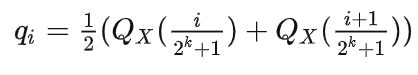 $q_i = \frac{1}{2}(Q_X(\frac{i}{2^k+1}) + Q_X(\frac{i+1}{2^k+1}))$